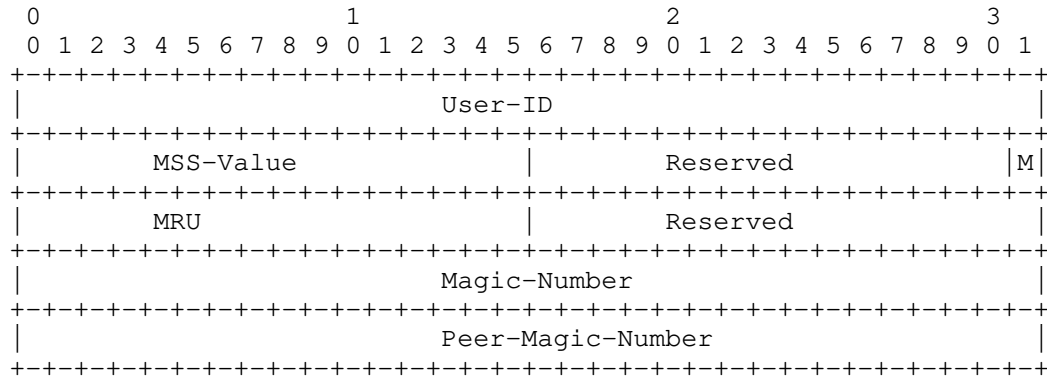 0                   1                   2                   3
 0 1 2 3 4 5 6 7 8 9 0 1 2 3 4 5 6 7 8 9 0 1 2 3 4 5 6 7 8 9 0 1
+-+-+-+-+-+-+-+-+-+-+-+-+-+-+-+-+-+-+-+-+-+-+-+-+-+-+-+-+-+-+-+-+
|                          User-ID                              |
+-+-+-+-+-+-+-+-+-+-+-+-+-+-+-+-+-+-+-+-+-+-+-+-+-+-+-+-+-+-+-+-+
|        MSS-Value              |        Reserved             |M|
+-+-+-+-+-+-+-+-+-+-+-+-+-+-+-+-+-+-+-+-+-+-+-+-+-+-+-+-+-+-+-+-+
|        MRU                    |        Reserved               |
+-+-+-+-+-+-+-+-+-+-+-+-+-+-+-+-+-+-+-+-+-+-+-+-+-+-+-+-+-+-+-+-+
|                          Magic-Number                         |
+-+-+-+-+-+-+-+-+-+-+-+-+-+-+-+-+-+-+-+-+-+-+-+-+-+-+-+-+-+-+-+-+
|                          Peer-Magic-Number                    |
+-+-+-+-+-+-+-+-+-+-+-+-+-+-+-+-+-+-+-+-+-+-+-+-+-+-+-+-+-+-+-+-+